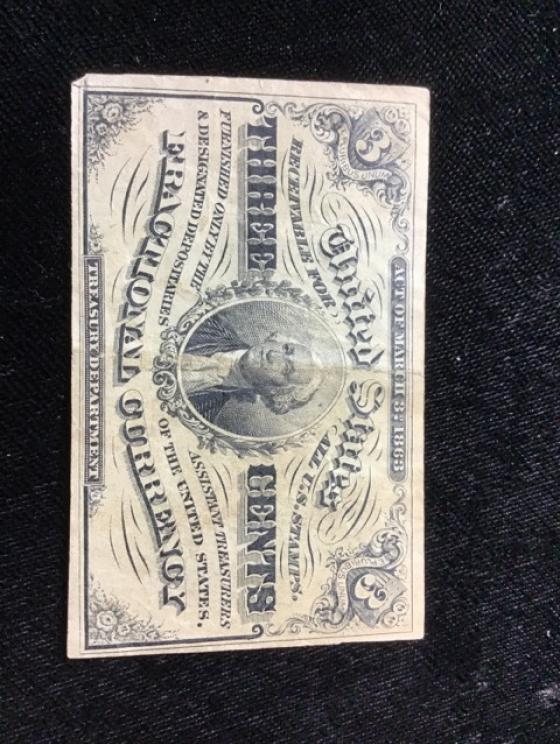 ACT OF MARCH 3D. 1863
3
E PLURIBUS UNUM
3
E PLURIBUS UNUM
United States
RECEIVABLE FOR ALL U.S. STAMPS.
THREE CENTS
FURNISHED ONLY BY THE ASSISTANT TREASURERS
& DESIGNATED DEPOSITARIES OF THE UNITED STATES.
FRACTIONAL CURRENCY
TREASURY DEPARTMENT